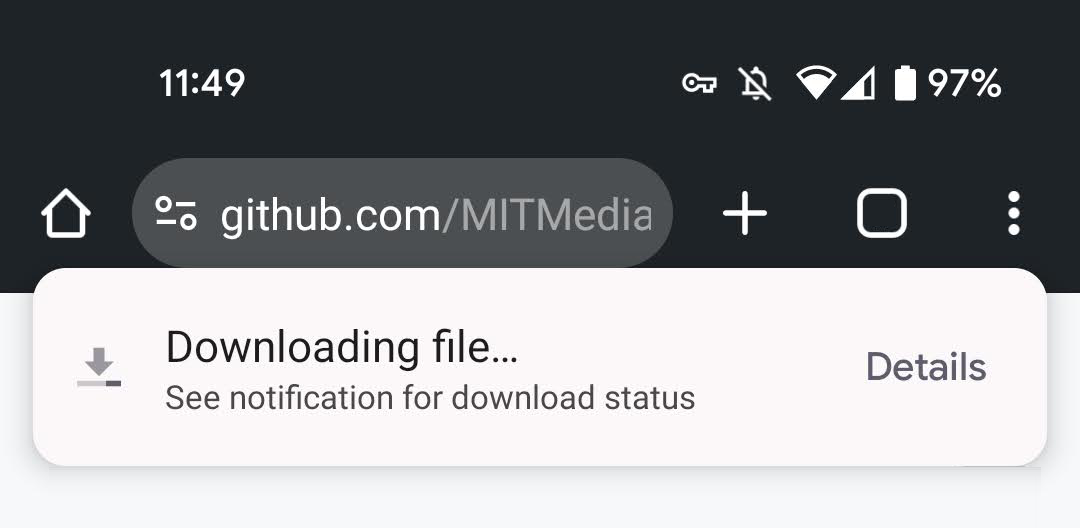 11:49 97%
github.com/MITMedia
Downloading file...
See notification for download status
Details